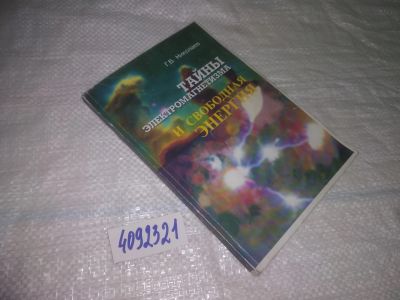 Г.В. Николаев
ТАЙНЫ
ЭЛЕКТРОМАГНЕТИЗМА
И СВОБОДНАЯ
ЭНЕРГИЯ
4092321